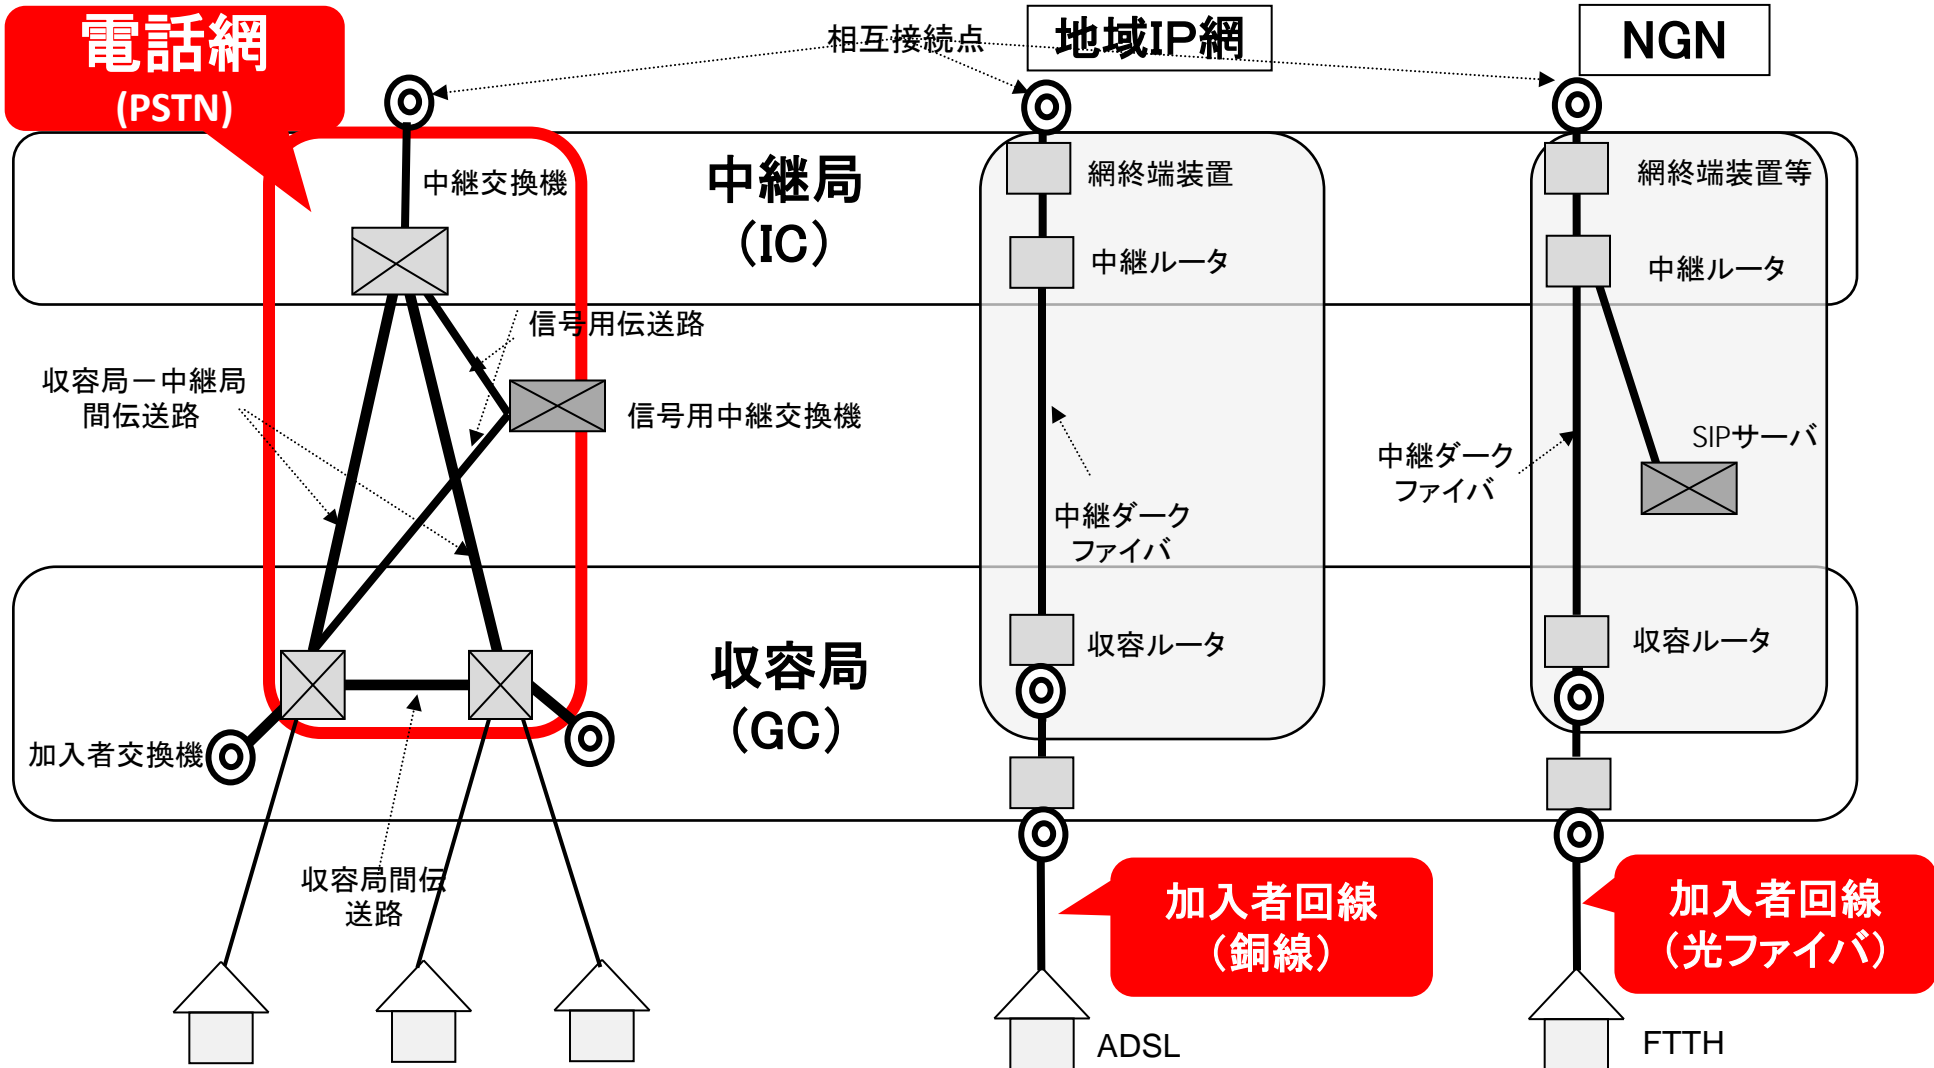 電話網
(PSTN)
相互接続点
地域IP網
NGN
中継交換機
中継局
（IC）
網終端装置
網終端装置等
中継ルータ
中継ルータ
信号用伝送路
収容局－中継局
間伝送路
信号用中継交換機
SIPサーバ
中継ダーク
ファイバ
中継ダーク
ファイバ
収容局
（GC）
収容ルータ
収容ルータ
加入者交換機
収容局間伝
送路
加入者回線
（銅線）
加入者回線
（光ファイバ）
ADSL
FTTH